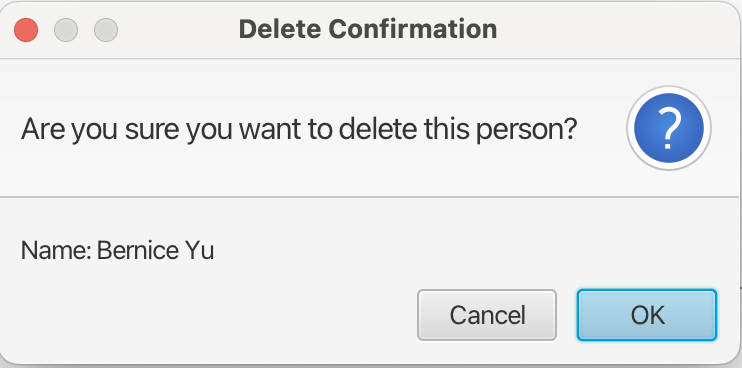 Delete Confirmation
Are you sure you want to delete this person?
?
Name: Bernice Yu
Cancel
OK